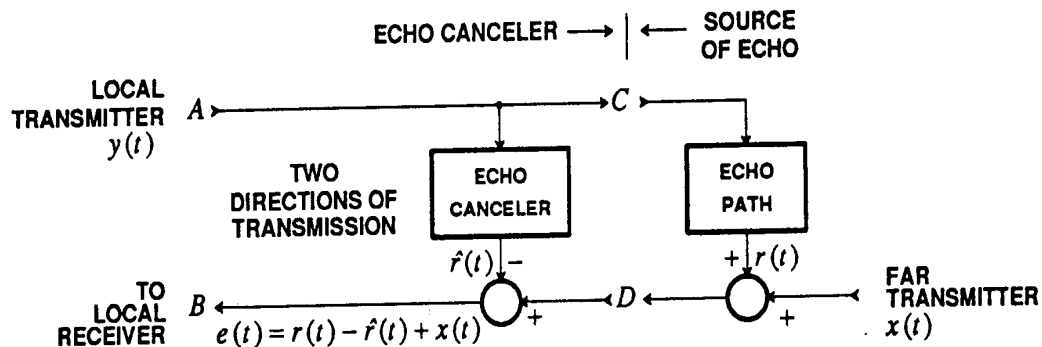 ECHO CANCELER
SOURCE
OF ECHO
LOCAL
TRANSMITTER
y(t)
A
C
TWO
DIRECTIONS OF
TRANSMISSION
ECHO
CANCELER
ECHO
PATH
r̂(t) −
+ r(t)
TO
LOCAL
RECEIVER
B
+
D
+
FAR
TRANSMITTER
x(t)
e(t) = r(t) − r̂(t) + x(t)